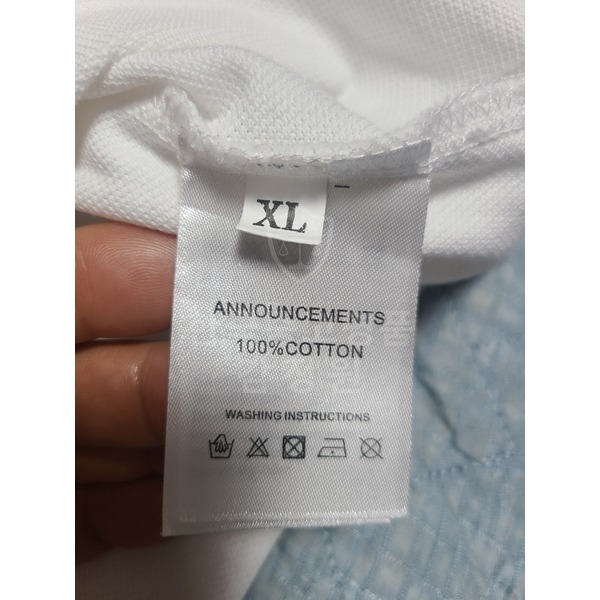 XL
ANNOUNCEMENTS
100%COTTON
WASHING INSTRUCTIONS